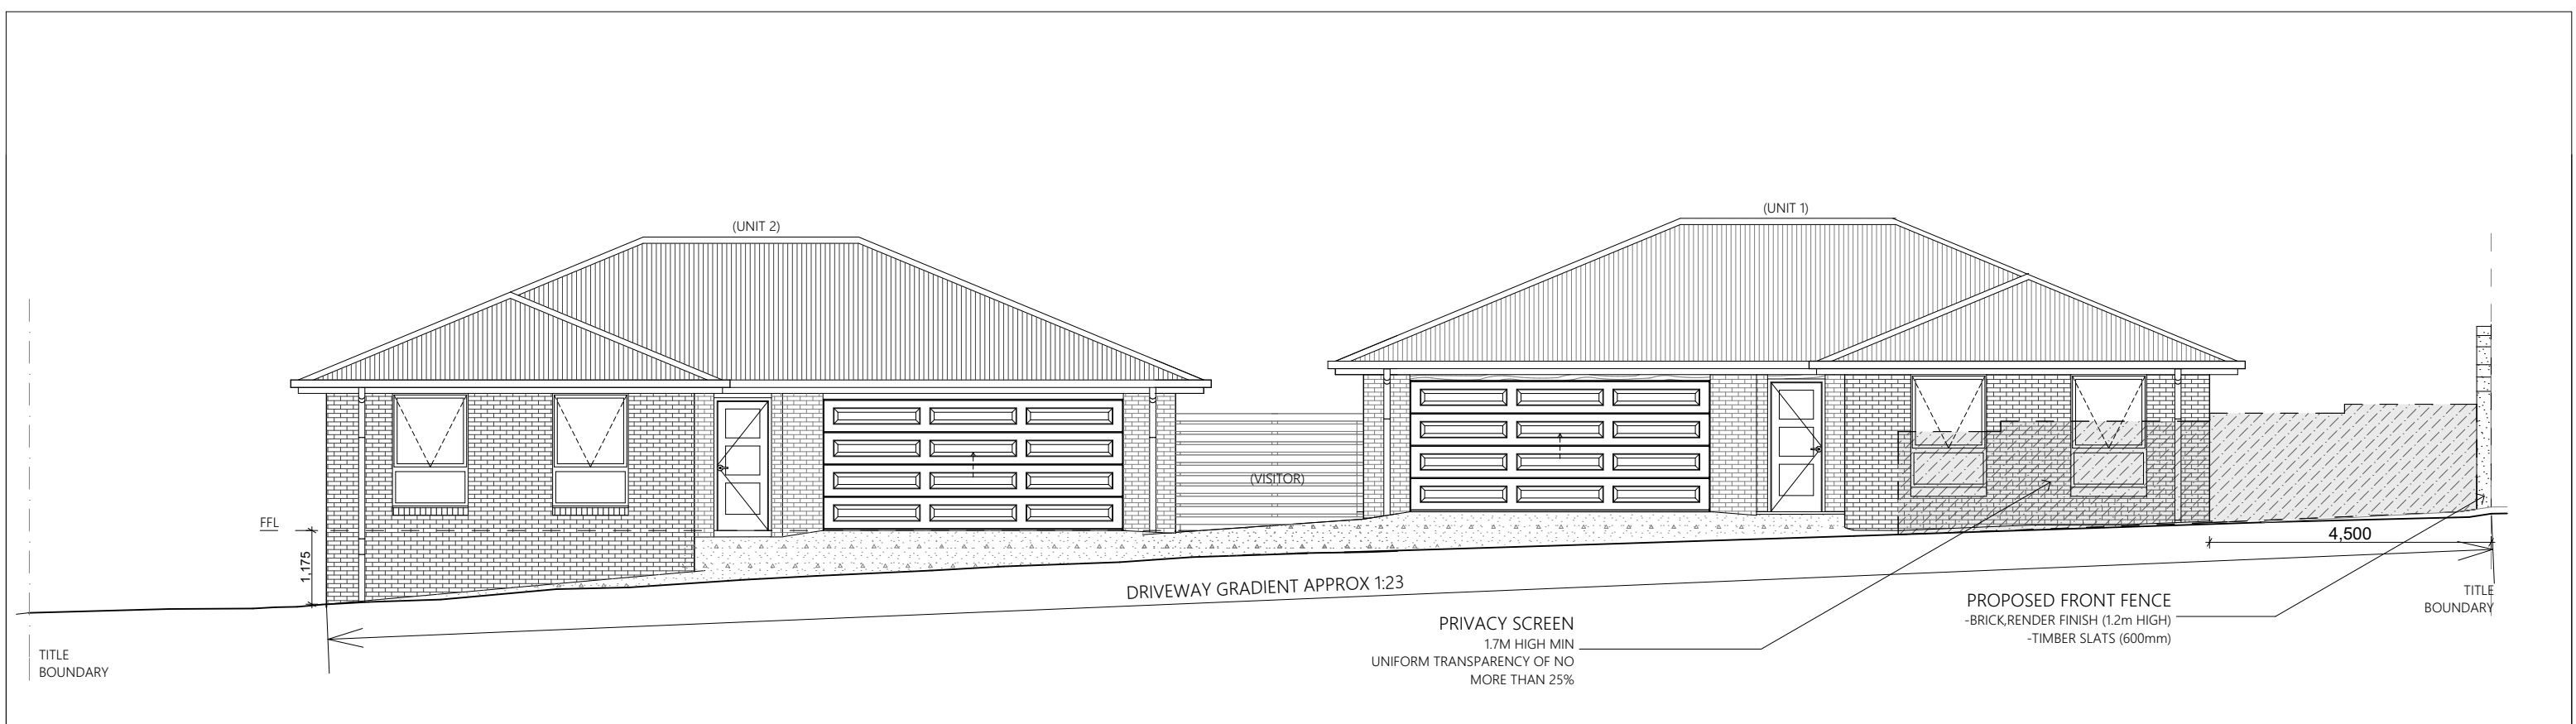 (UNIT 2)
(UNIT 1)
(VISITOR)
FFL
1,175
4,500
DRIVEWAY GRADIENT APPROX 1:23
TITLE
BOUNDARY
PRIVACY SCREEN
1.7M HIGH MIN
UNIFORM TRANSPARENCY OF NO
MORE THAN 25%
PROPOSED FRONT FENCE
-BRICK,RENDER FINISH (1.2m HIGH)
-TIMBER SLATS (600mm)
TITLE
BOUNDARY